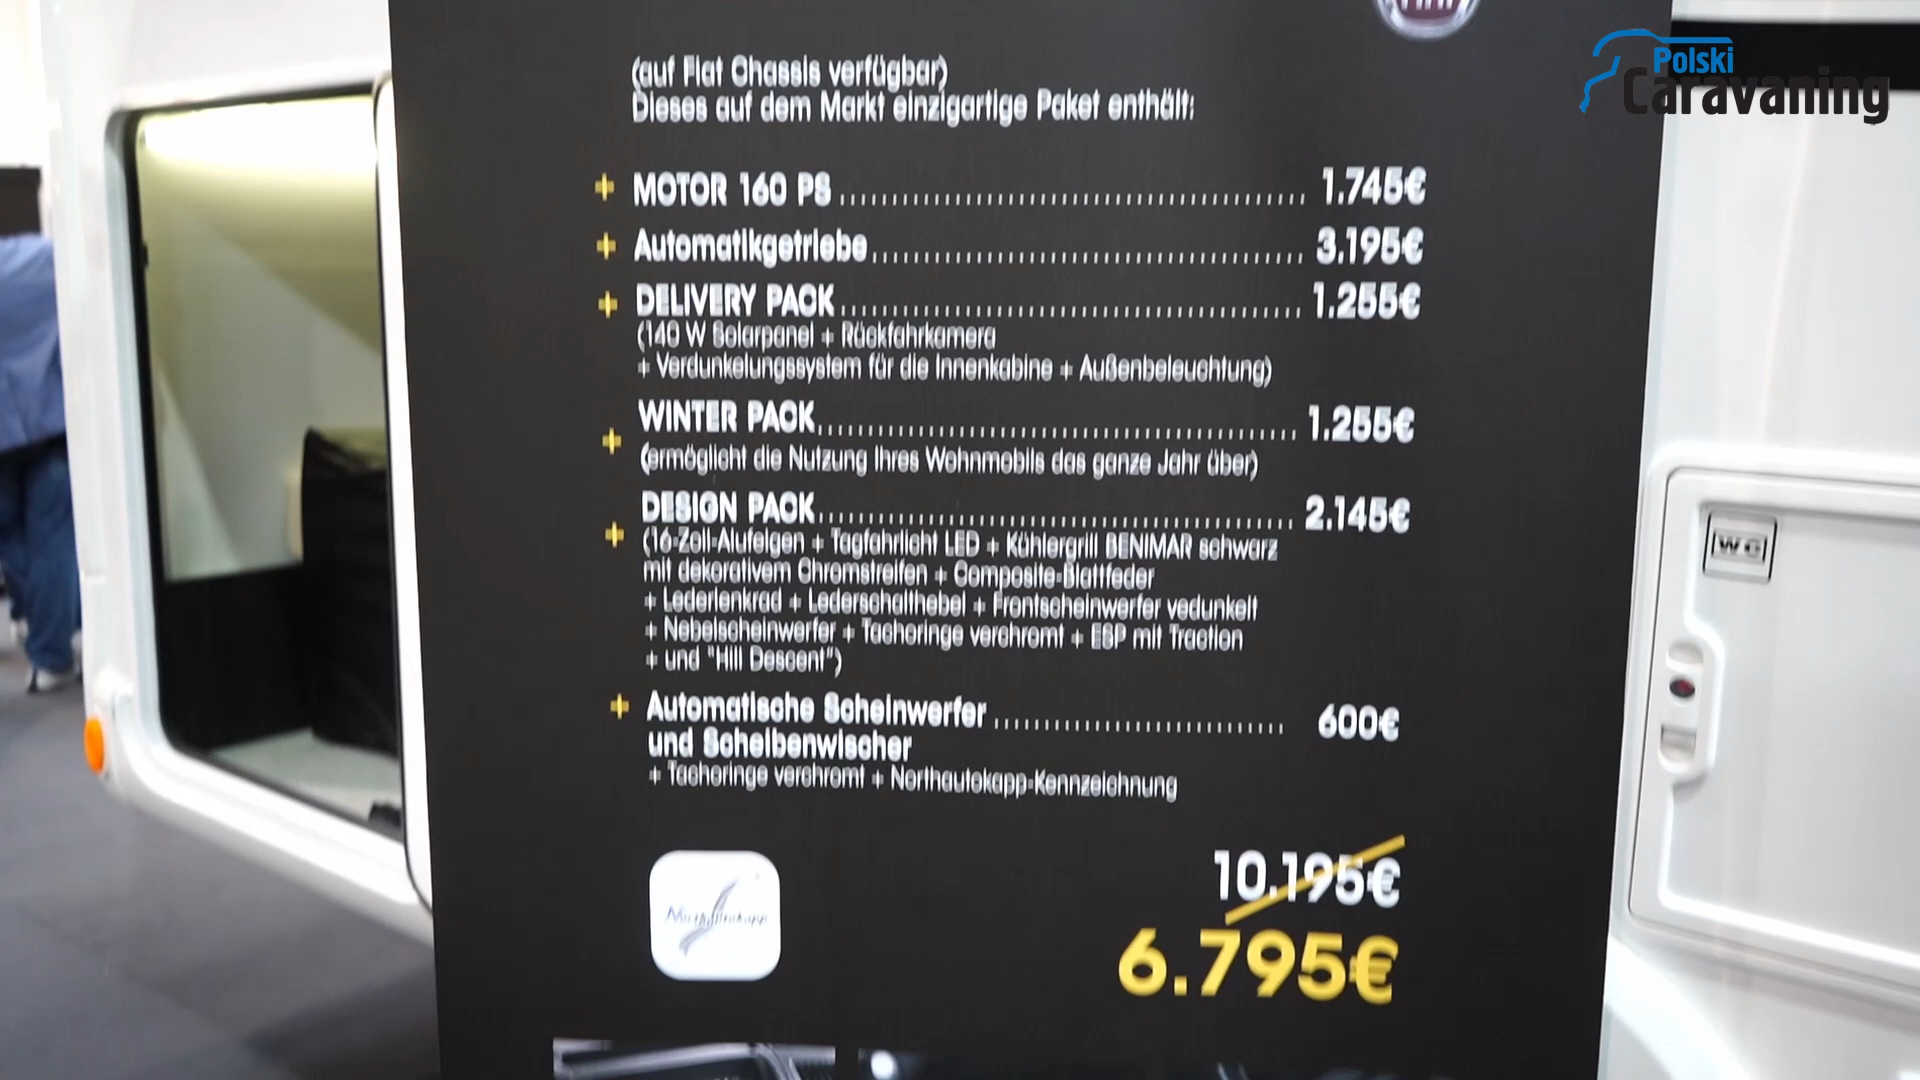 FIAT
Polski
Caravaning
(auf Fiat Chassis verfügbar)
Dieses auf dem Markt einzigartige Paket enthält:
+ MOTOR 160 PS ........................................ 1.745€
+ Automatikgetriebe ........................................ 3.195€
+ DELIVERY PACK ........................................ 1.255€
(140 W Solarpanel + Rückfahrkamera
+ Verdunkelungssystem für die Innenkabine + Außenbeleuchtung)
+ WINTER PACK ........................................ 1.255€
(ermöglicht die Nutzung Ihres Wohnmobils das ganze Jahr über)
+ DESIGN PACK ........................................ 2.145€
(16-Zoll-Alufelgen + Tagfahrlicht LED + Kühlergrill BENIMAR schwarz
mit dekorativem Chromstreifen + Composite-Blattfeder
+ Lederlenkrad + Lederschalthebel + Frontscheinwerfer vedunkelt
+ Nebelscheinwerfer + Tachoringe verchromt + ESP mit Traction
+ und "Hill Descent")
+ Automatische Scheinwerfer ........................ 600€
und Scheibenwischer
+ Tachoringe verchromt + Northautokapp-Kennzeichnung
10.195€
6.795€
Northautokapp
WC